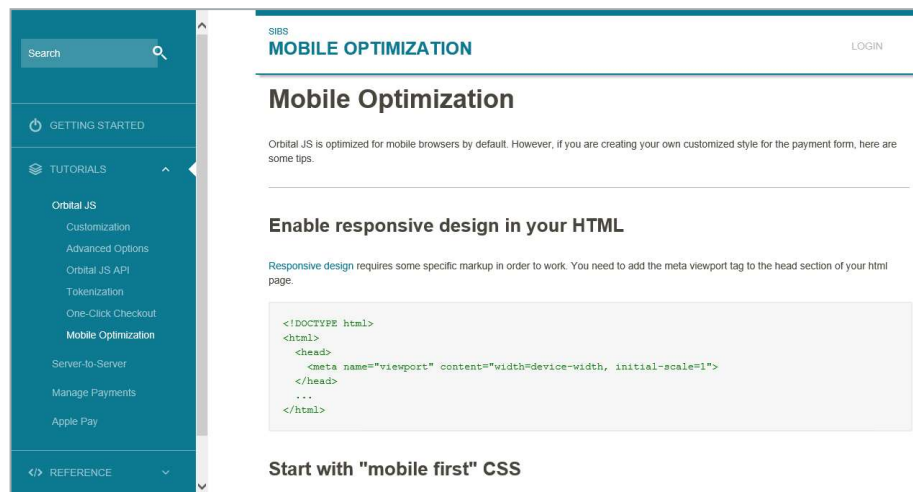 Search
GETTING STARTED
TUTORIALS
Orbital JS
Customization
Advanced Options
Orbital JS API
Tokenization
One-Click Checkout
Mobile Optimization
Server-to-Server
Manage Payments
Apple Pay
</> REFERENCE
SIBS
MOBILE OPTIMIZATION
LOGIN
Mobile Optimization
Orbital JS is optimized for mobile browsers by default. However, if you are creating your own customized style for the payment form, here are
some tips.
Enable responsive design in your HTML
Responsive design requires some specific markup in order to work. You need to add the meta viewport tag to the head section of your html
page.
<!DOCTYPE html>
<html>
<head>
<meta name="viewport" content="width=device-width, initial-scale=1">
</head>
...
</html>
Start with "mobile first" CSS